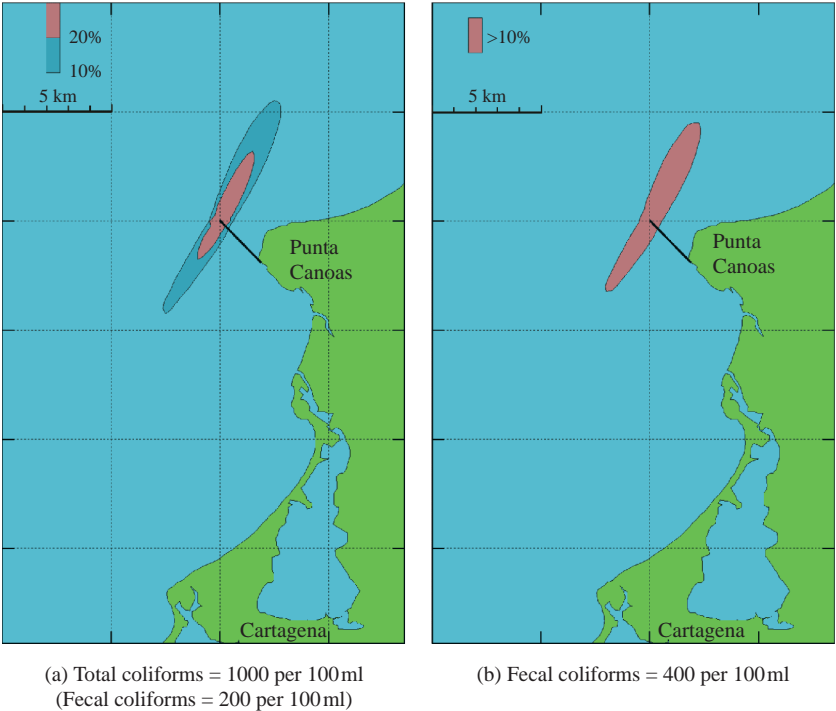 20%
10%
5 km
Punta
Canoas
Cartagena
(a) Total coliforms = 1000 per 100 ml
(Fecal coliforms = 200 per 100 ml)
>10%
5 km
Punta
Canoas
Cartagena
(b) Fecal coliforms = 400 per 100 ml